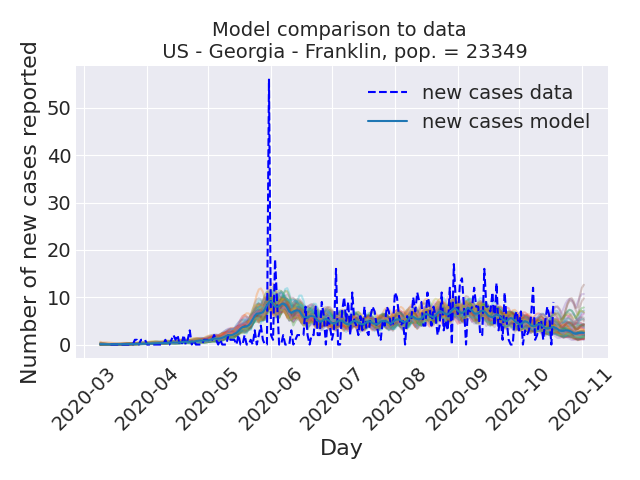 Model comparison to data
US - Georgia - Franklin, pop. = 23349
Number of new cases reported
50
40
30
20
10
0
new cases data
new cases model
2020-03
2020-04
2020-05
2020-06
2020-07
2020-08
2020-09
2020-10
2020-11
Day